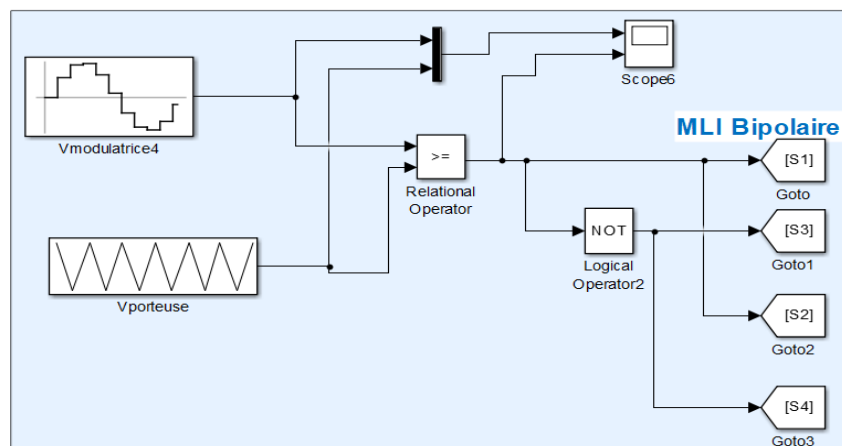 Scope6
MLI Bipolaire
Vmodulatrice4
>=
[S1]
Relational
Operator
Goto
NOT
[S3]
Logical
Operator2
Goto1
Vporteuse
[S2]
Goto2
[S4]
Goto3